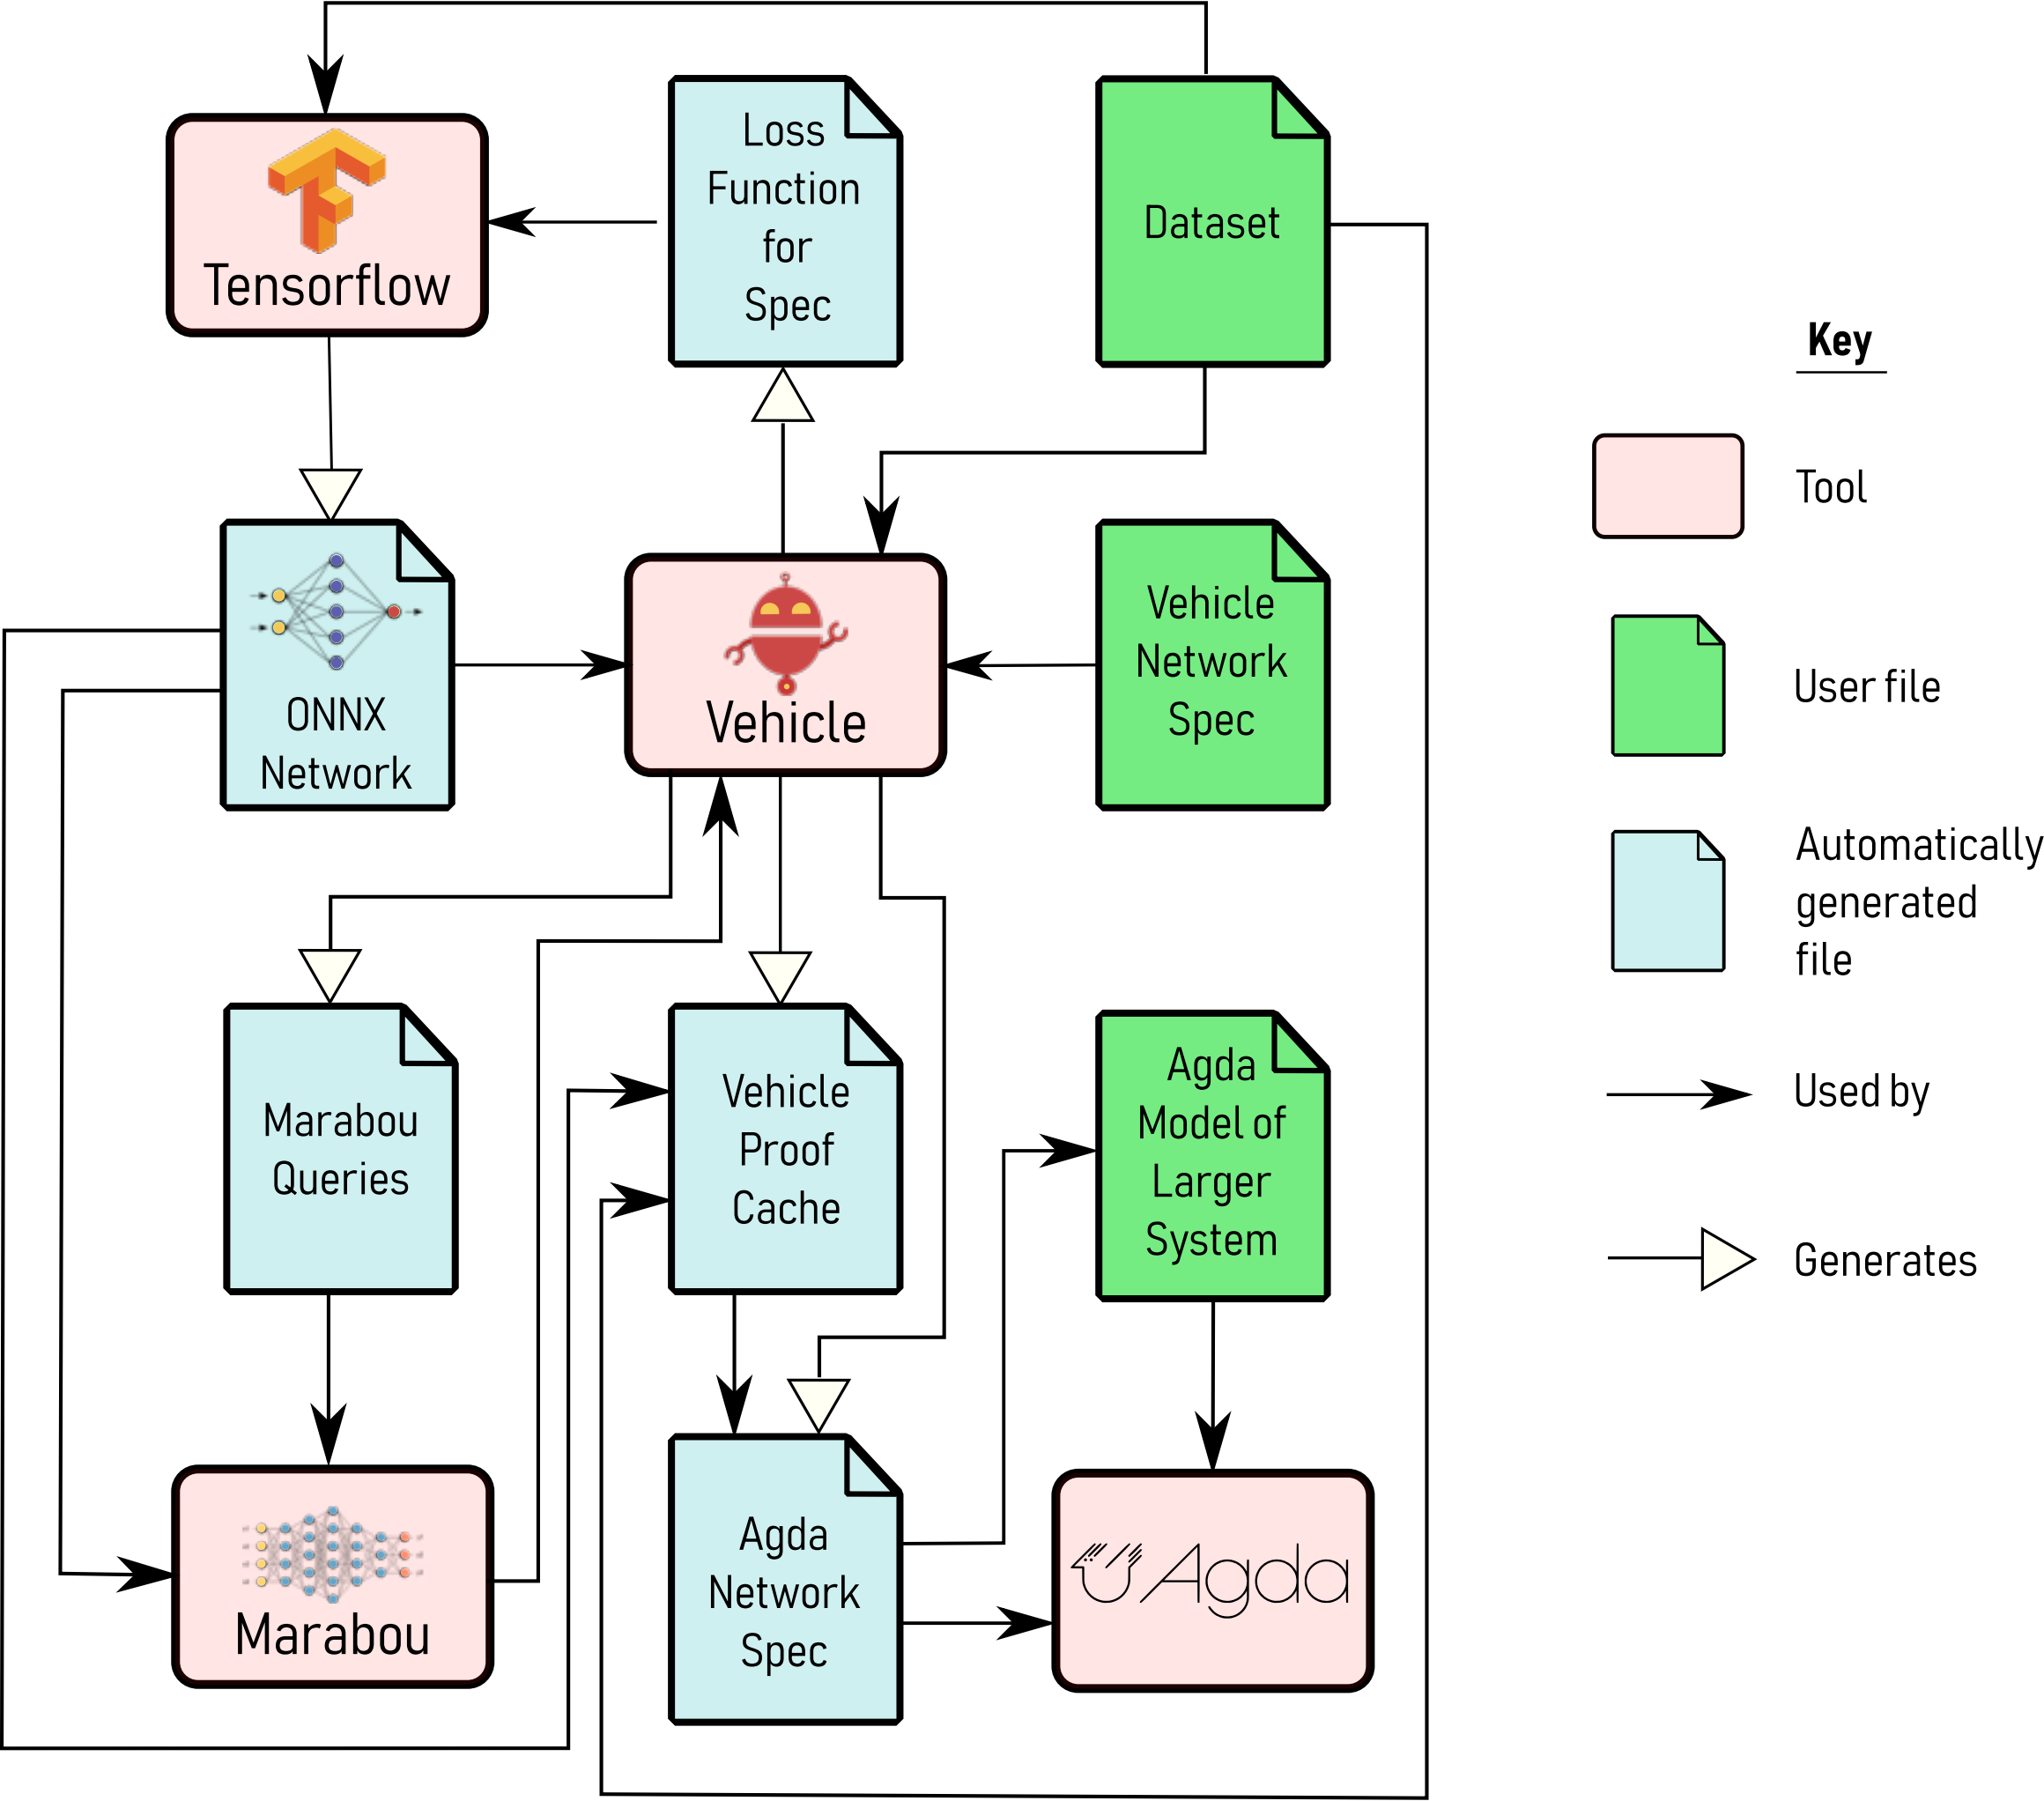 Loss
Function
for
Spec
Dataset
Tensorflow
Key
Tool
Vehicle
Network
Spec
ONNX
Network
Vehicle
User file
Automatically
generated
file
Marabou
Queries
Vehicle
Proof
Cache
Agda
Model of
Larger
System
Used by
Generates
Marabou
Agda
Network
Spec
Agda